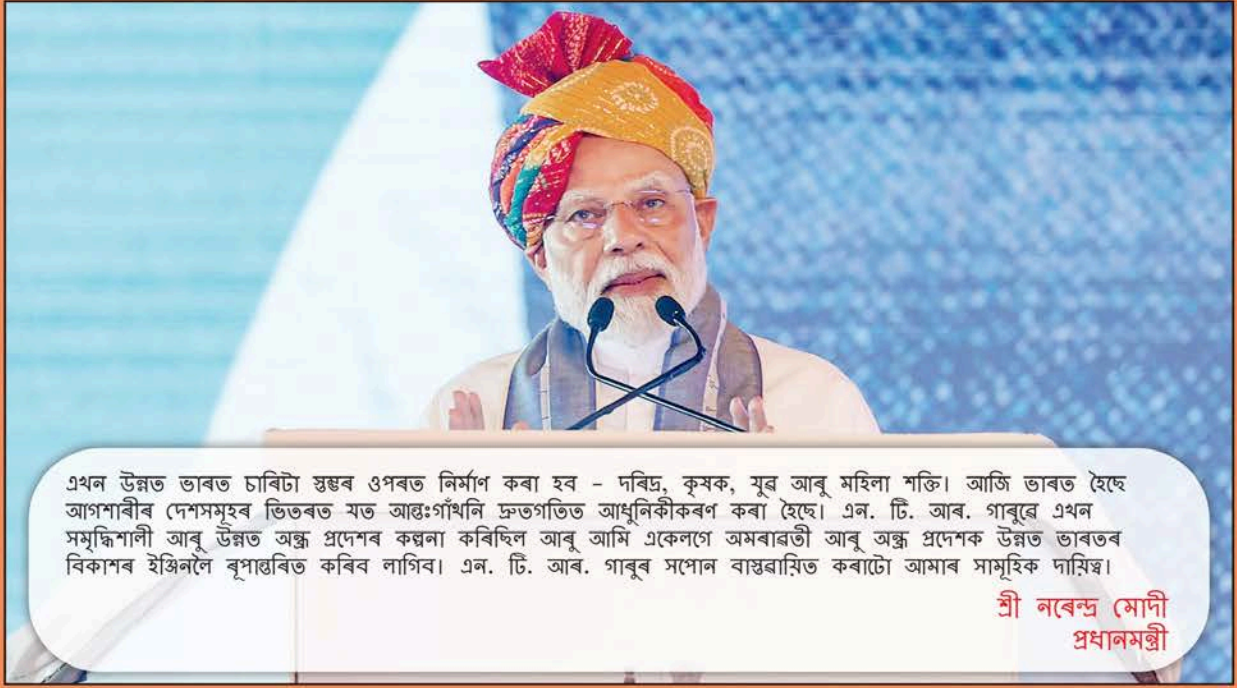 এখন উন্নত ভাৰত চাৰিটা স্তম্ভৰ ওপৰত নিৰ্মাণ কৰা হব – দৰিদ্ৰ, কৃষক, যুৱ আৰু মহিলা শক্তি। আজি ভাৰত হৈছে
আগশাৰীৰ দেশসমূহৰ ভিতৰত যত আন্তঃগাঁথনি দ্ৰুতগতিত আধুনিকীকৰণ কৰা হৈছে। এন. টি. আৰ. গাৰুৱে এখন
সমৃদ্ধিশালী আৰু উন্নত অন্ধ্ৰ প্ৰদেশৰ কল্পনা কৰিছিল আৰু আমি একেলগে অমৰাৱতী আৰু অন্ধ্ৰ প্ৰদেশক উন্নত ভাৰতৰ
বিকাশৰ ইঞ্জিনলৈ ৰূপান্তৰিত কৰিব লাগিব। এন. টি. আৰ. গাৰুৰ সপোন বাস্তৱায়িত কৰাটো আমাৰ সামূহিক দায়িত্ব।
শ্ৰী নৰেন্দ্ৰ মোদী
প্ৰধানমন্ত্ৰী